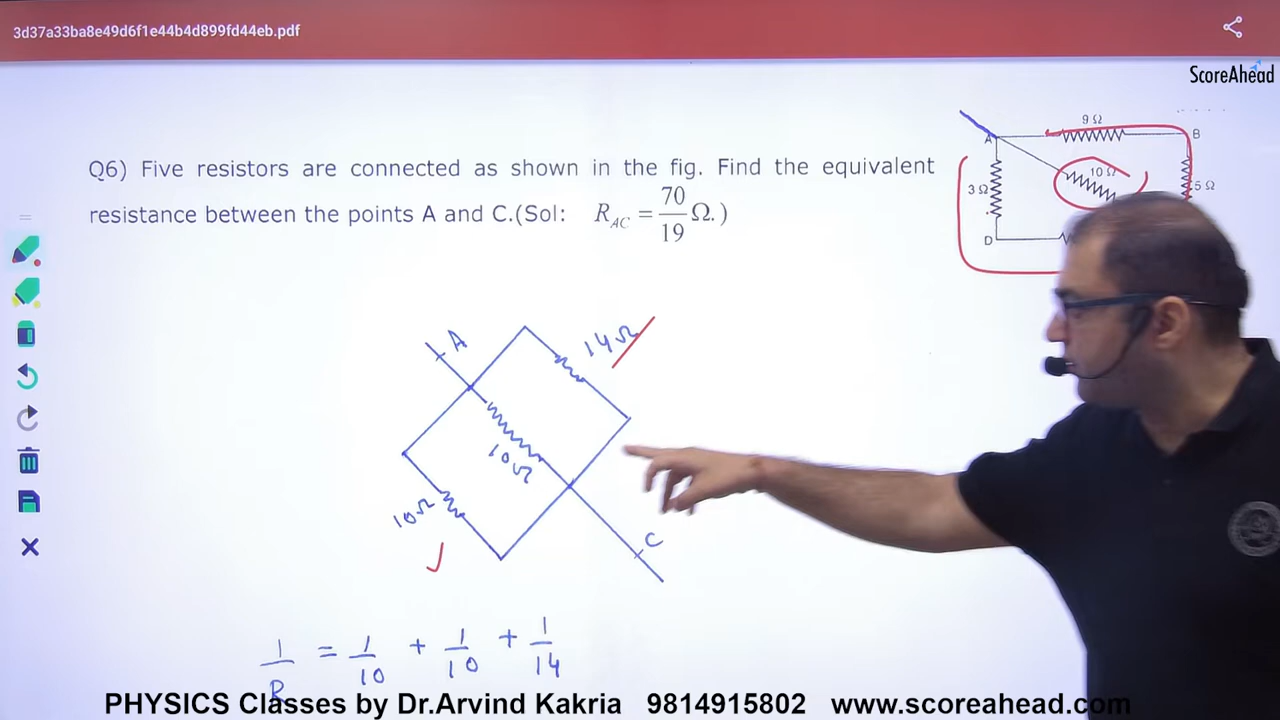 3d37a33ba8e49d6f1e44b4d899fd44eb.pdf
ScoreAhead
Q6) Five resistors are connected as shown in the fig. Find the equivalent
resistance between the points A and C.(Sol: R_AC = 70/19 Ω.)
9 Ω
A
B
10 Ω
3 Ω
5 Ω
D
A
14Ω
10Ω
10Ω
C
1/R = 1/10 + 1/10 + 1/14
PHYSICS Classes by Dr.Arvind Kakria 9814915802 www.scoreahead.com